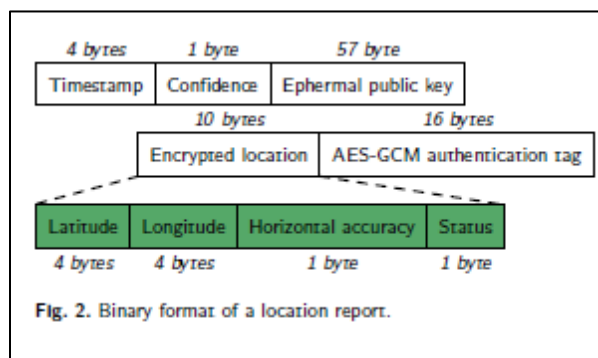 4 bytes 1 byte 57 byte
Timestamp Confidence Ephermal public key
10 bytes 16 bytes
Encrypted location AES-GCM authentication tag
Latitude Longitude Horizontal accuracy Status
4 bytes 4 bytes 1 byte 1 byte
Fig. 2. Binary format of a location report.